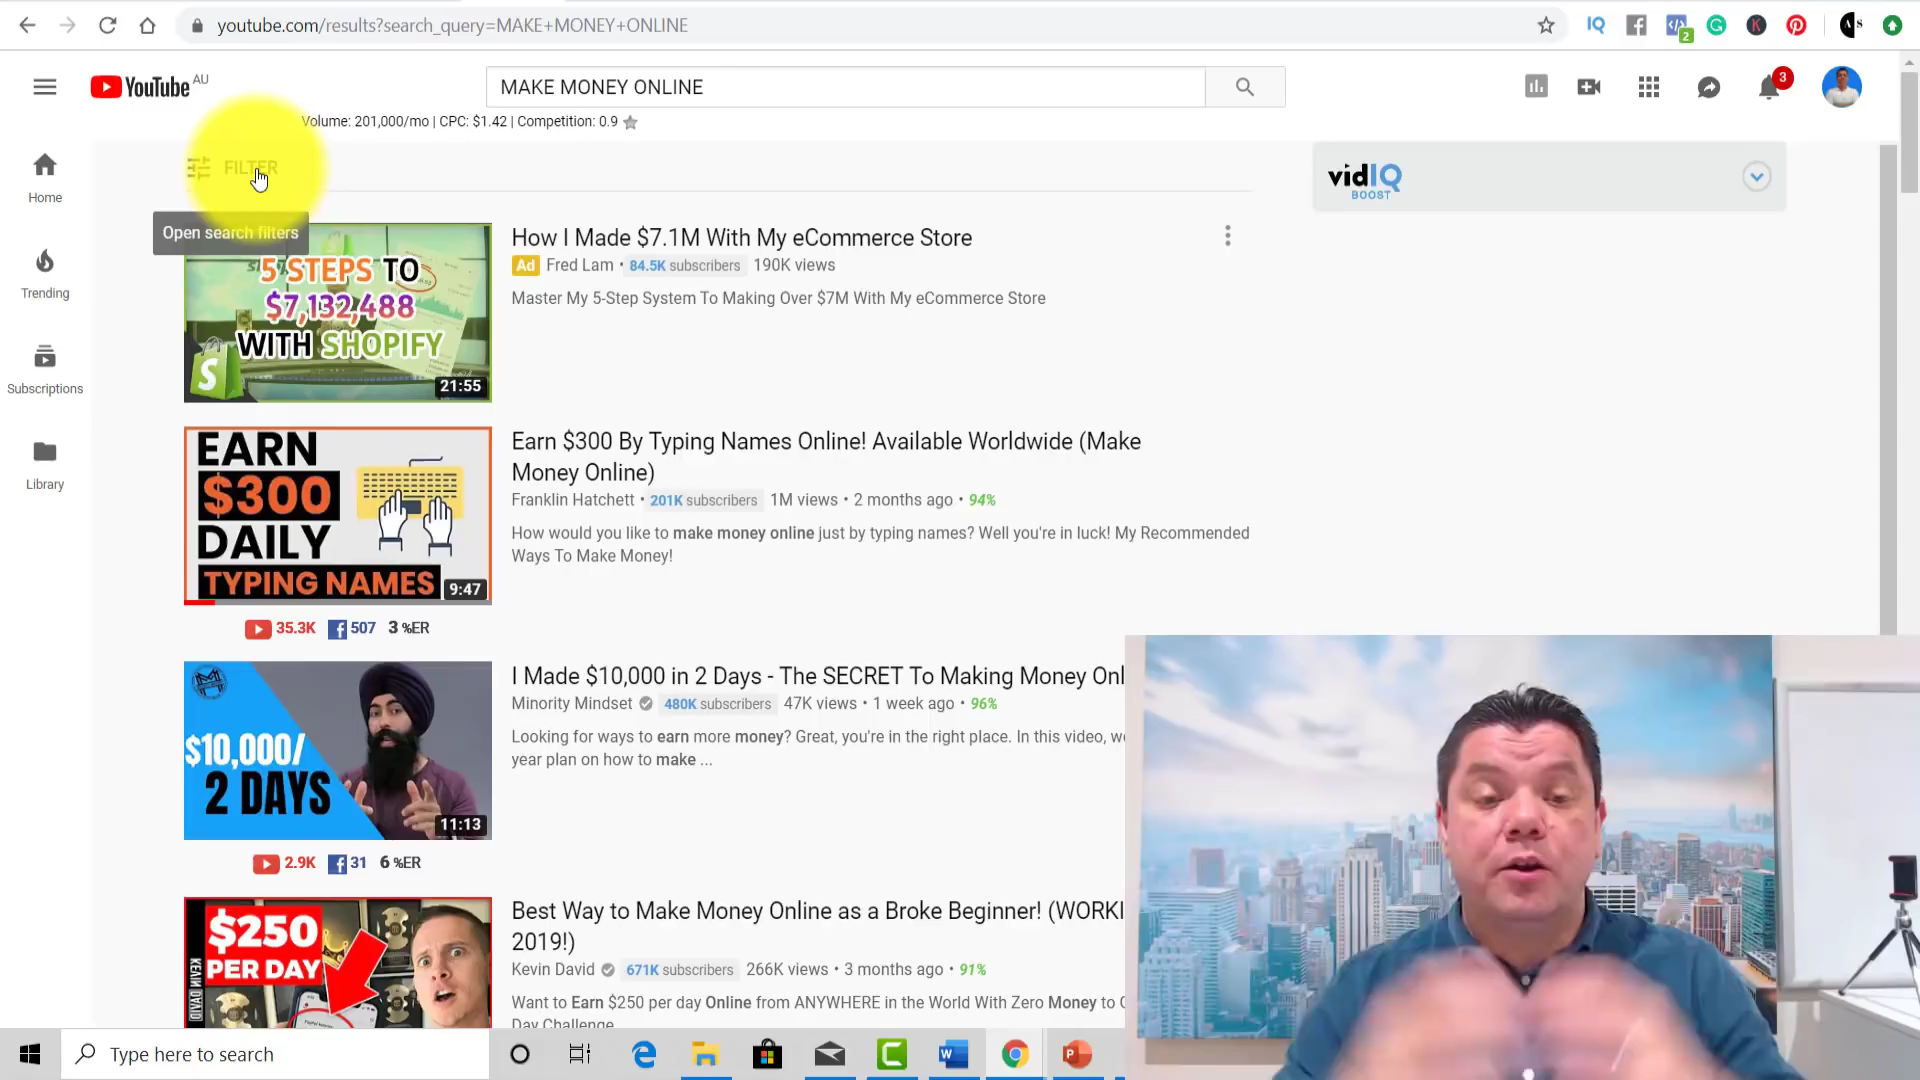 youtube.com/results?search_query=MAKE+MONEY+ONLINE
IQ
2
YouTube AU
MAKE MONEY ONLINE
3
Volume: 201,000/mo | CPC: $1.42 | Competition: 0.9
FILTER
Open search filters
vidIQ
BOOST
Home
Trending
Subscriptions
Library
5 STEPS TO
$7,132,488
WITH SHOPIFY
21:55
How I Made $7.1M With My eCommerce Store
Ad Fred Lam • 84.5K subscribers 190K views
Master My 5-Step System To Making Over $7M With My eCommerce Store
EARN
$300
DAILY
TYPING NAMES
9:47
35.3K 507 3 %ER
Earn $300 By Typing Names Online! Available Worldwide (Make
Money Online)
Franklin Hatchett • 201K subscribers 1M views • 2 months ago • 94%
How would you like to make money online just by typing names? Well you're in luck! My Recommended
Ways To Make Money!
$10,000/
2 DAYS
11:13
2.9K 31 6 %ER
I Made $10,000 in 2 Days - The SECRET To Making Money Onl
Minority Mindset 480K subscribers 47K views • 1 week ago • 96%
Looking for ways to earn more money? Great, you're in the right place. In this video, w
year plan on how to make ...
$250
PER DAY
KEVIN DAVID
Best Way to Make Money Online as a Broke Beginner! (WORKI
2019!)
Kevin David 671K subscribers 266K views • 3 months ago • 91%
Want to Earn $250 per day Online from ANYWHERE in the World With Zero Money to
Day Challenge
Type here to search